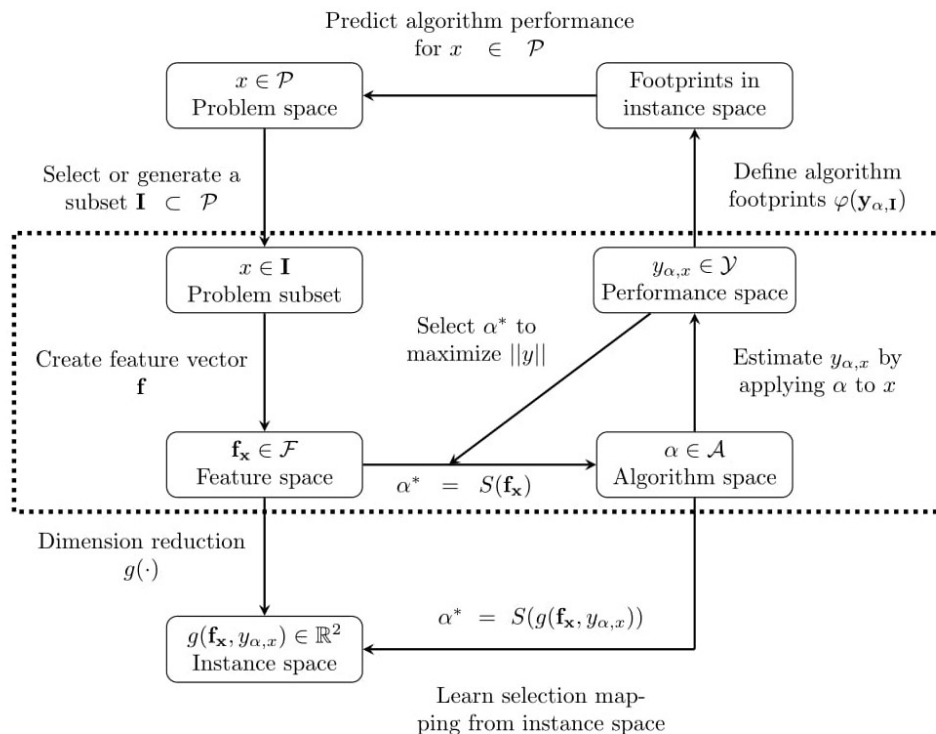 Predict algorithm performance
for x ∈ 𝒫
x ∈ 𝒫
Problem space
Footprints in
instance space
Select or generate a
subset I ⊂ 𝒫
Define algorithm
footprints φ(y_{α,I})
x ∈ I
Problem subset
y_{α,x} ∈ 𝒴
Performance space
Select α* to
maximize ||y||
Create feature vector
f
Estimate y_{α,x} by
applying α to x
f_x ∈ ℱ
Feature space
α* = S(f_x)
α ∈ 𝒜
Algorithm space
Dimension reduction
g(·)
g(f_x, y_{α,x}) ∈ ℝ²
Instance space
α* = S(g(f_x, y_{α,x}))
Learn selection map-
ping from instance space